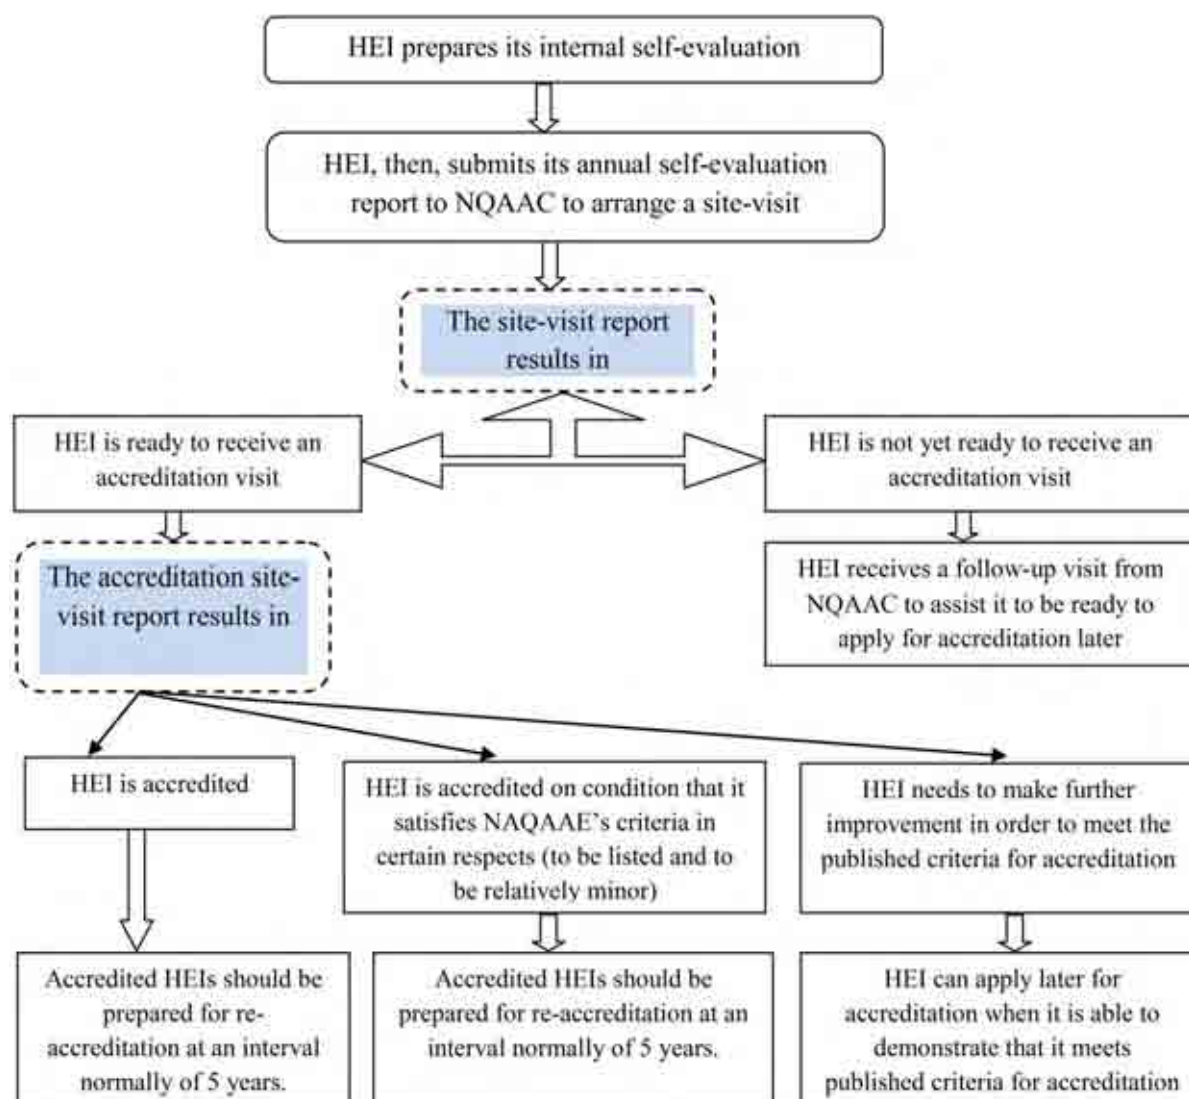 HEI prepares its internal self-evaluation
HEI, then, submits its annual self-evaluation
report to NQAAC to arrange a site-visit
The site-visit report
results in
HEI is ready to receive an
accreditation visit
HEI is not yet ready to receive an
accreditation visit
The accreditation site-
visit report results in
HEI receives a follow-up visit from
NQAAC to assist it to be ready to
apply for accreditation later
HEI is accredited
HEI is accredited on condition that it
satisfies NAQAAE's criteria in
certain respects (to be listed and to
be relatively minor)
HEI needs to make further
improvement in order to meet the
published criteria for accreditation
Accredited HEIs should be
prepared for re-
accreditation at an interval
normally of 5 years.
Accredited HEIs should be
prepared for re-accreditation at an
interval normally of 5 years.
HEI can apply later for
accreditation when it is able to
demonstrate that it meets
published criteria for accreditation